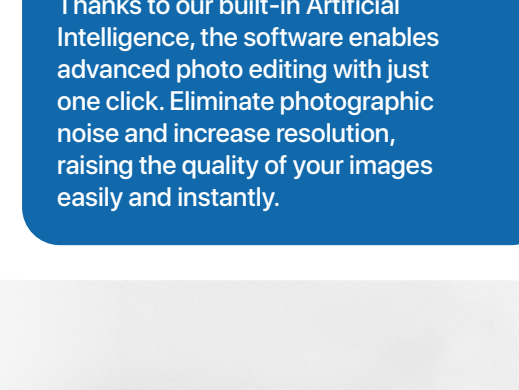 Thanks to our built-in Artificial
Intelligence, the software enables
advanced photo editing with just
one click. Eliminate photographic
noise and increase resolution,
raising the quality of your images
easily and instantly.